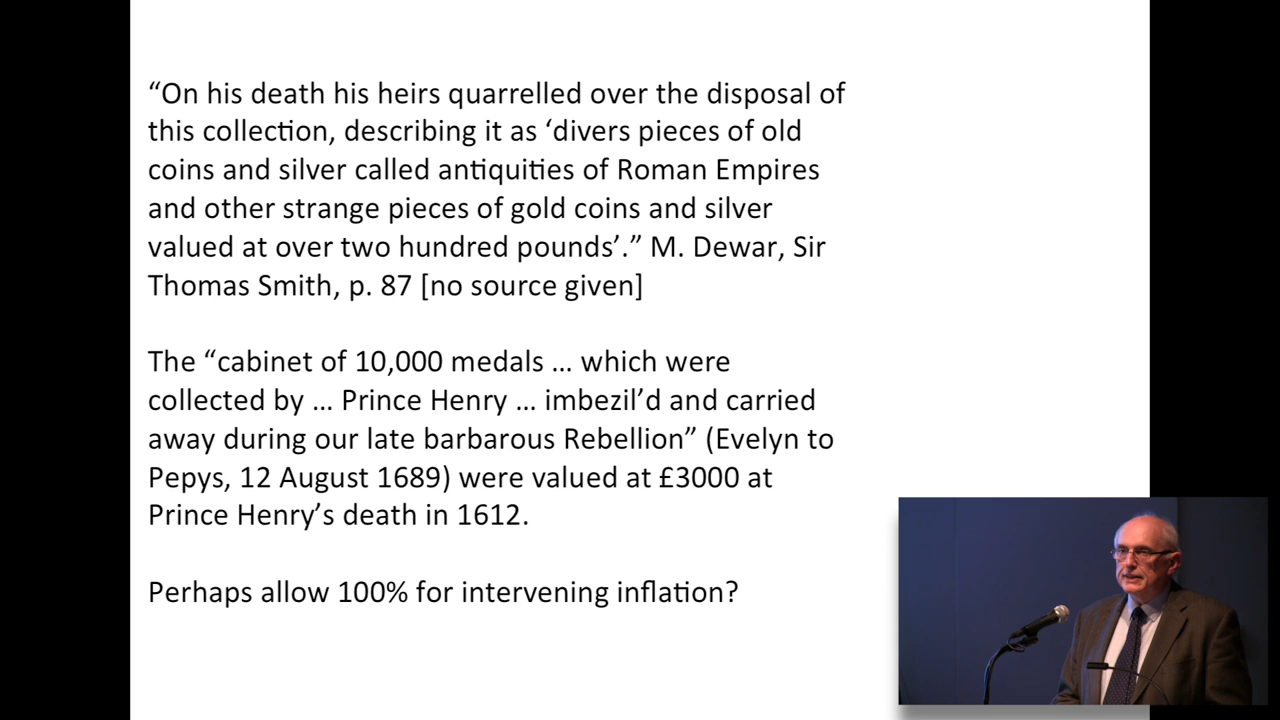 “On his death his heirs quarrelled over the disposal of
this collection, describing it as ‘divers pieces of old
coins and silver called antiquities of Roman Empires
and other strange pieces of gold coins and silver
valued at over two hundred pounds’.” M. Dewar, Sir
Thomas Smith, p. 87 [no source given]
The “cabinet of 10,000 medals … which were
collected by … Prince Henry … imbezil’d and carried
away during our late barbarous Rebellion” (Evelyn to
Pepys, 12 August 1689) were valued at £3000 at
Prince Henry’s death in 1612.
Perhaps allow 100% for intervening inflation?